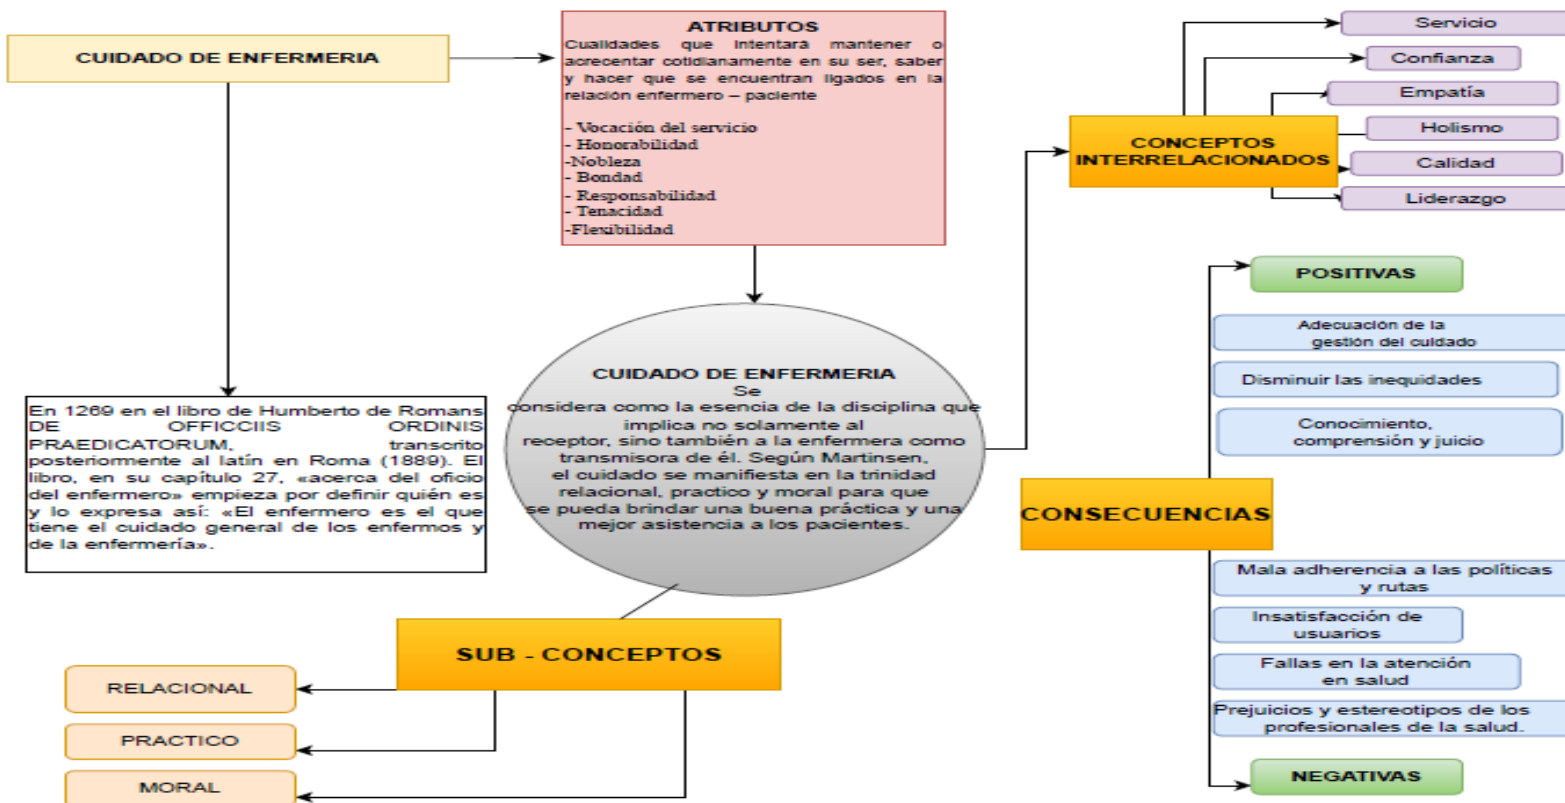 CUIDADO DE ENFERMERIA
ATRIBUTOS
Cualidades que intentará mantener o
acrecentar cotidianamente en su ser, saber
y hacer que se encuentran ligados en la
relación enfermero – paciente
- Vocación del servicio
- Honorabilidad
-Nobleza
- Bondad
- Responsabilidad
- Tenacidad
-Flexibilidad
CONCEPTOS
INTERRELACIONADOS
Servicio
Confianza
Empatía
Holismo
Calidad
Liderazgo
En 1269 en el libro de Humberto de Romans
DE OFFICCIIS ORDINIS
PRAEDICATORUM, transcrito
posteriormente al latín en Roma (1889). El
libro, en su capítulo 27, «acerca del oficio
del enfermero» empieza por definir quién es
y lo expresa así: «El enfermero es el que
tiene el cuidado general de los enfermos y
de la enfermería».
CUIDADO DE ENFERMERIA
Se
considera como la esencia de la disciplina que
implica no solamente al
receptor, sino también a la enfermera como
transmisora de él. Según Martinsen,
el cuidado se manifiesta en la trinidad
relacional, practico y moral para que
se pueda brindar una buena práctica y una
mejor asistencia a los pacientes.
SUB - CONCEPTOS
RELACIONAL
PRACTICO
MORAL
CONSECUENCIAS
POSITIVAS
Adecuación de la
gestión del cuidado
Disminuir las inequidades
Conocimiento,
comprensión y juicio
Mala adherencia a las políticas
y rutas
Insatisfacción de
usuarios
Fallas en la atención
en salud
Prejuicios y estereotipos de los
profesionales de la salud.
NEGATIVAS